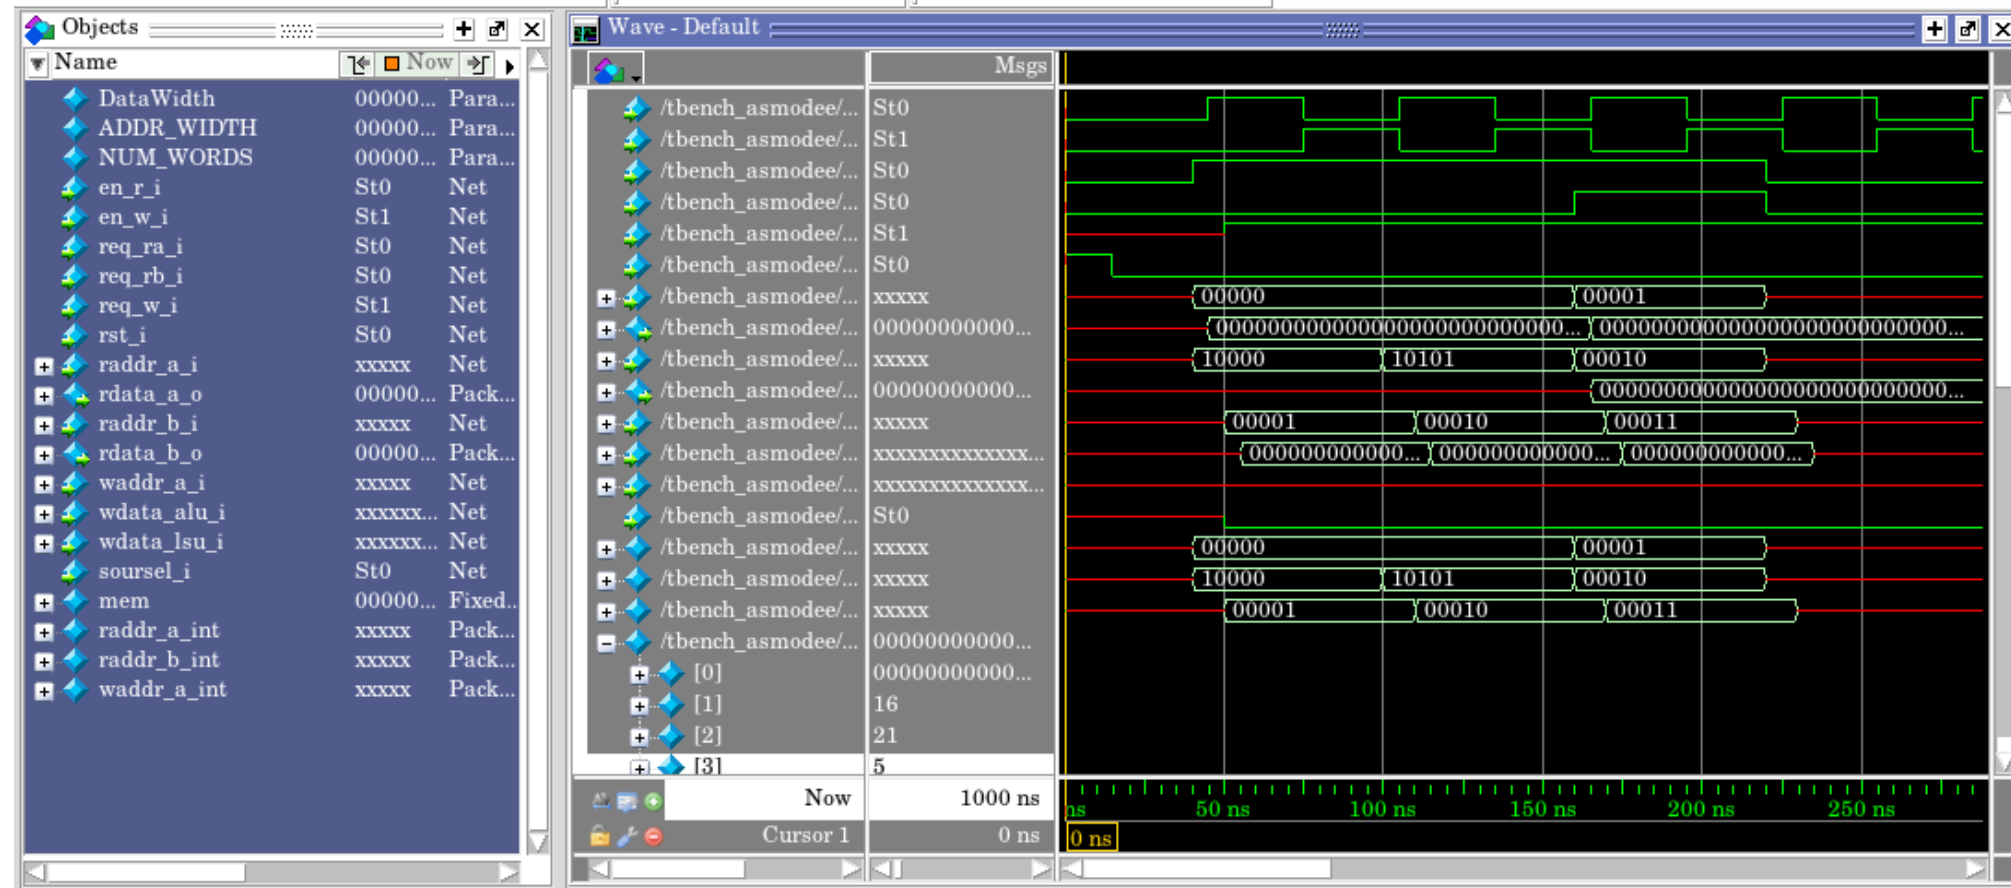 Objects
Name Now
DataWidth 00000... Para...
ADDR_WIDTH 00000... Para...
NUM_WORDS 00000... Para...
en_r_i St0 Net
en_w_i St1 Net
req_ra_i St0 Net
req_rb_i St0 Net
req_w_i St1 Net
rst_i St0 Net
raddr_a_i xxxxx Net
rdata_a_o 00000... Pack...
raddr_b_i xxxxx Net
rdata_b_o 00000... Pack...
waddr_a_i xxxxx Net
wdata_alu_i xxxxxx... Net
wdata_lsu_i xxxxxx... Net
soursel_i St0 Net
mem 00000... Fixed..
raddr_a_int xxxxx Pack...
raddr_b_int xxxxx Pack...
waddr_a_int xxxxx Pack...
Wave - Default
Msgs
/tbench_asmodee/... St0
/tbench_asmodee/... St1
/tbench_asmodee/... St0
/tbench_asmodee/... St0
/tbench_asmodee/... St1
/tbench_asmodee/... St0
/tbench_asmodee/... xxxxx 00000 00001
/tbench_asmodee/... 00000000000... 00000000000000000000000000... 00000000000000000000000000...
/tbench_asmodee/... xxxxx 10000 10101 00010
/tbench_asmodee/... 00000000000... 00000000000000000000000000...
/tbench_asmodee/... xxxxx 00001 00010 00011
/tbench_asmodee/... xxxxxxxxxxxxxx... 000000000000... 000000000000... 000000000000...
/tbench_asmodee/... xxxxxxxxxxxxxx...
/tbench_asmodee/... St0
/tbench_asmodee/... xxxxx 00000 00001
/tbench_asmodee/... xxxxx 10000 10101 00010
/tbench_asmodee/... xxxxx 00001 00010 00011
/tbench_asmodee/... 00000000000...
[0] 00000000000...
[1] 16
[2] 21
[3] 5
Now 1000 ns
ns 50 ns 100 ns 150 ns 200 ns 250 ns
Cursor 1 0 ns
0 ns